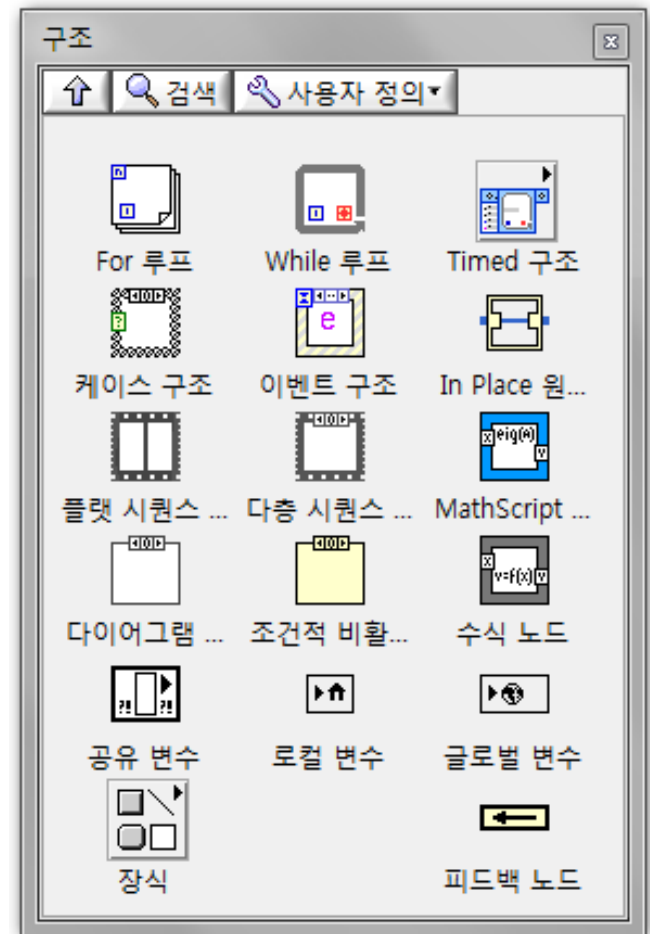 구조
검색 사용자 정의
For 루프 While 루프 Timed 구조
케이스 구조 이벤트 구조 In Place 원...
플랫 시퀀스 ... 다층 시퀀스 ... MathScript ...
다이어그램 ... 조건적 비활... 수식 노드
공유 변수 로컬 변수 글로벌 변수
장식 피드백 노드